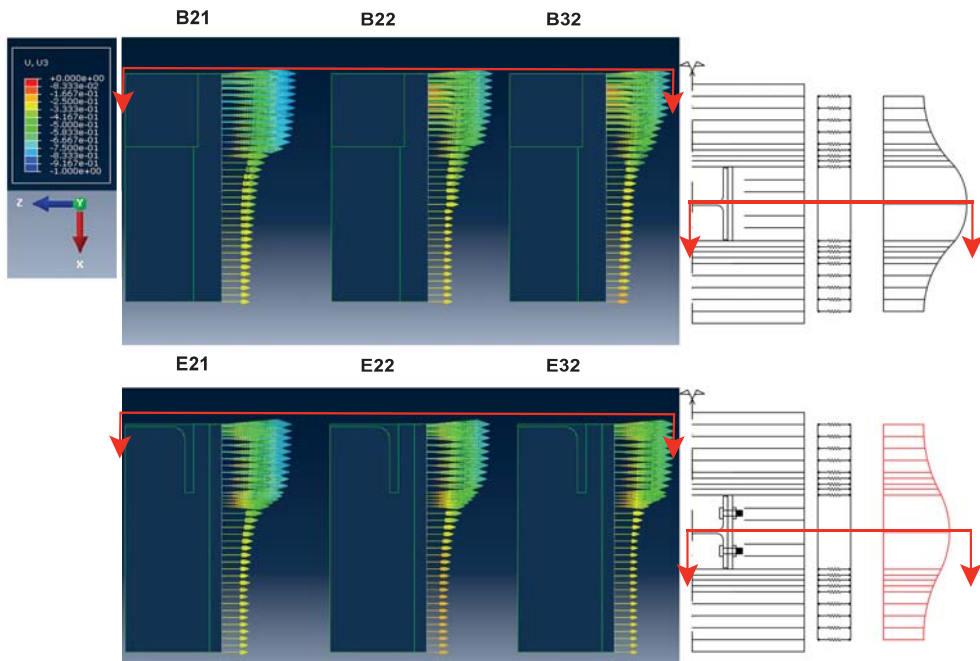 B21 B22 B32
U, U3
+0.000e+00
-8.333e-02
-1.667e-01
-2.500e-01
-3.333e-01
-4.167e-01
-5.000e-01
-5.833e-01
-6.667e-01
-7.500e-01
-8.333e-01
-9.167e-01
-1.000e+00
Z Y
X
E21 E22 E32